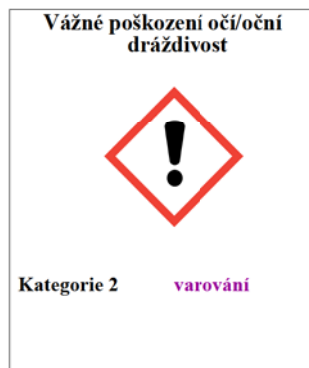 Vážné poškození očí/oční
dráždivost
Kategorie 2 varování